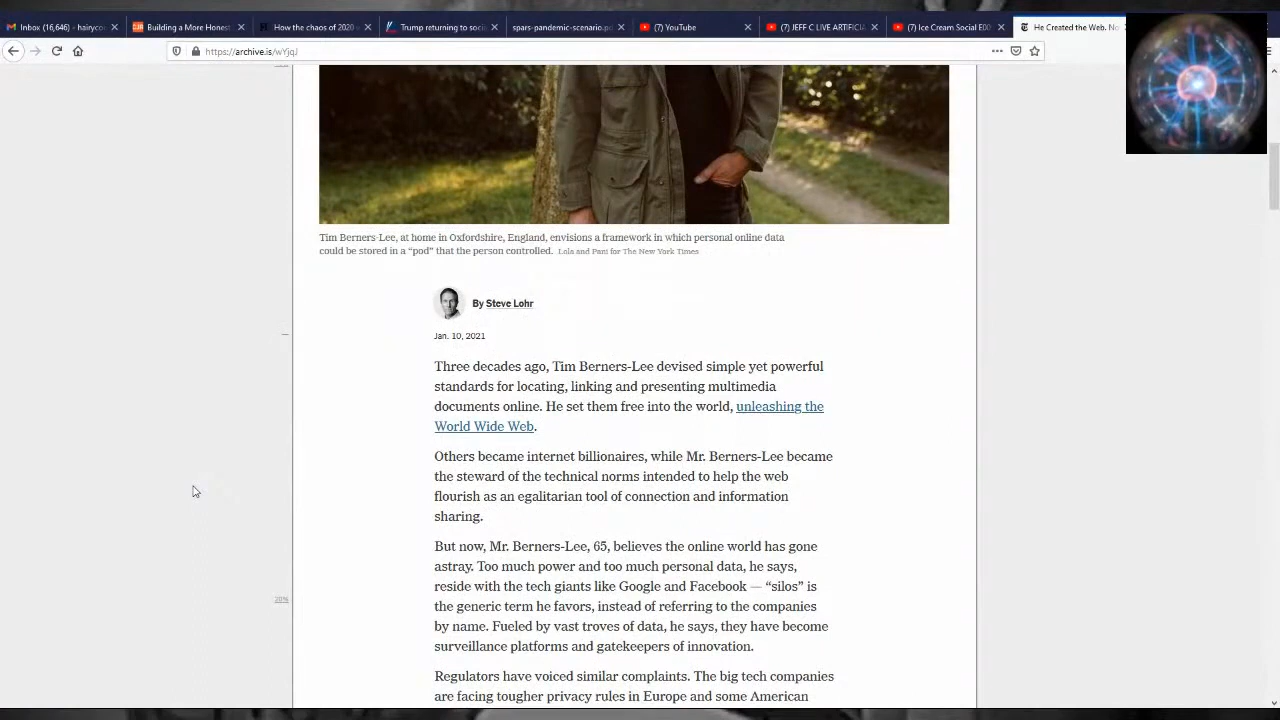 Inbox (16,646) - hairyco
Building a More Honest
How the chaos of 2020
Trump returning to soci
spars-pandemic-scenario.p
(7) YouTube
(7) JEFF C LIVE ARTIFICIA
(7) Ice Cream Social E00
He Created the Web. No
https://archive.is/wYjqJ
Tim Berners-Lee, at home in Oxfordshire, England, envisions a framework in which personal online data
could be stored in a “pod” that the person controlled. Lola and Pani for The New York Times
By Steve Lohr
Jan. 10, 2021
Three decades ago, Tim Berners-Lee devised simple yet powerful
standards for locating, linking and presenting multimedia
documents online. He set them free into the world, unleashing the
World Wide Web.
Others became internet billionaires, while Mr. Berners-Lee became
the steward of the technical norms intended to help the web
flourish as an egalitarian tool of connection and information
sharing.
But now, Mr. Berners-Lee, 65, believes the online world has gone
astray. Too much power and too much personal data, he says,
reside with the tech giants like Google and Facebook — “silos” is
the generic term he favors, instead of referring to the companies
by name. Fueled by vast troves of data, he says, they have become
surveillance platforms and gatekeepers of innovation.
20%
Regulators have voiced similar complaints. The big tech companies
are facing tougher privacy rules in Europe and some American